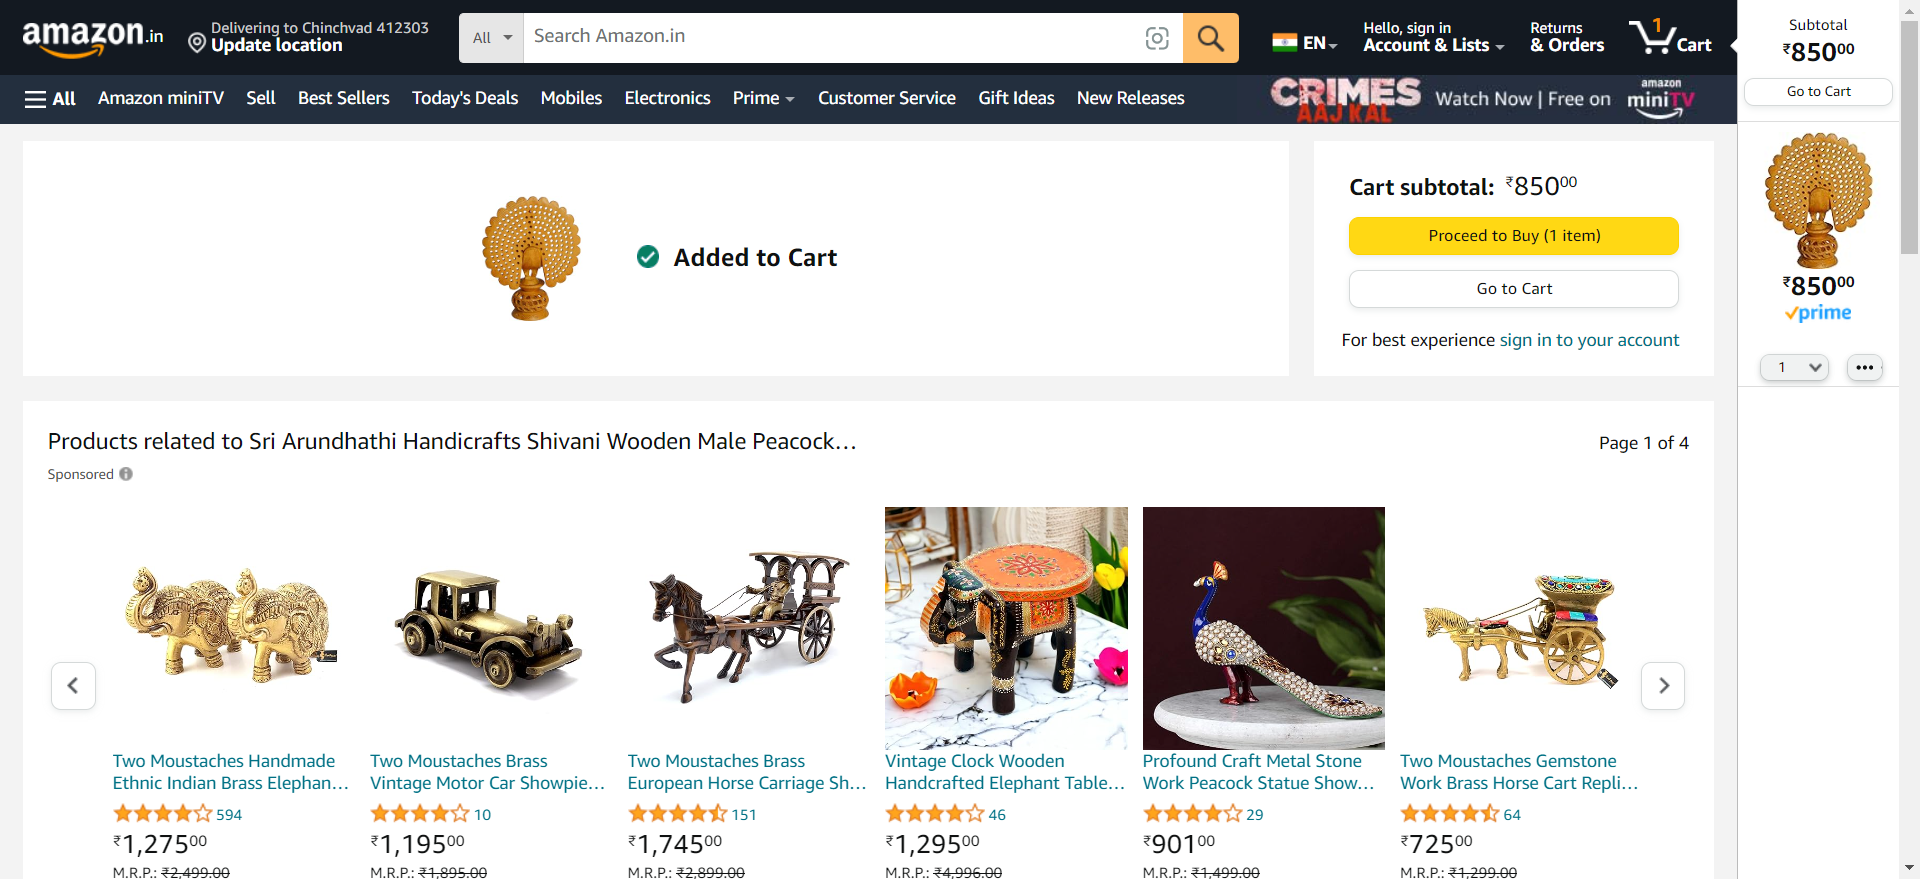 amazon.in
Delivering to Chinchvad 412303
Update location
All
Search Amazon.in
EN
Hello, sign in
Account & Lists
Returns
& Orders
1
Cart
Subtotal
₹850⁰⁰
Go to Cart
All
Amazon miniTV
Sell
Best Sellers
Today's Deals
Mobiles
Electronics
Prime
Customer Service
Gift Ideas
New Releases
CRIMES
AAJ KAL
Watch Now | Free on
amazon
miniTV
Added to Cart
Cart subtotal: ₹850⁰⁰
Proceed to Buy (1 item)
Go to Cart
For best experience sign in to your account
₹850⁰⁰
prime
1
Products related to Sri Arundhathi Handicrafts Shivani Wooden Male Peacock…
Page 1 of 4
Sponsored
Two Moustaches Handmade
Ethnic Indian Brass Elephan…
594
₹1,275⁰⁰
M.R.P.: ₹2,499.00
Two Moustaches Brass
Vintage Motor Car Showpie…
10
₹1,195⁰⁰
M.R.P.: ₹1,895.00
Two Moustaches Brass
European Horse Carriage Sh…
151
₹1,745⁰⁰
M.R.P.: ₹2,899.00
Vintage Clock Wooden
Handcrafted Elephant Table…
46
₹1,295⁰⁰
M.R.P.: ₹4,996.00
Profound Craft Metal Stone
Work Peacock Statue Show…
29
₹901⁰⁰
M.R.P.: ₹1,499.00
Two Moustaches Gemstone
Work Brass Horse Cart Repli…
64
₹725⁰⁰
M.R.P.: ₹1,299.00